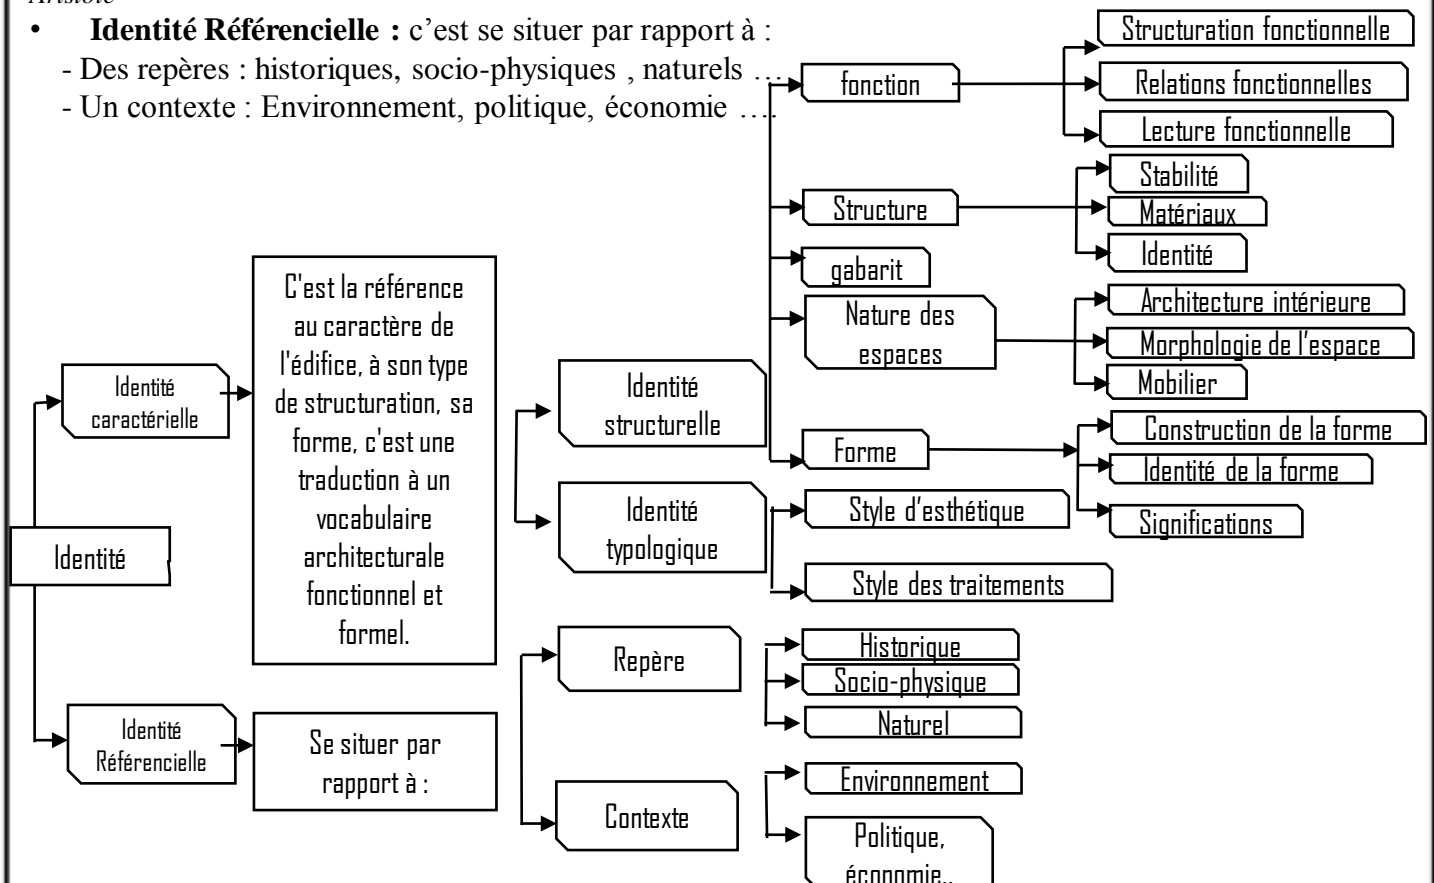 Aristote
• Identité Référencielle : c’est se situer par rapport à :
- Des repères : historiques, socio-physiques , naturels …
- Un contexte : Environnement, politique, économie ….
Identité
Identité
caractérielle
C'est la référence
au caractère de
l'édifice, à son type
de structuration, sa
forme, c'est une
traduction à un
vocabulaire
architecturale
fonctionnel et
formel.
Identité
structurelle
fonction
Structuration fonctionnelle
Relations fonctionnelles
Lecture fonctionnelle
Structure
Stabilité
Matériaux
Identité
gabarit
Nature des
espaces
Architecture intérieure
Morphologie de l’espace
Mobilier
Forme
Construction de la forme
Identité de la forme
Significations
Identité
typologique
Style d’esthétique
Style des traitements
Identité
Référencielle
Se situer par
rapport à :
Repère
Historique
Socio-physique
Naturel
Contexte
Environnement
Politique,
économie..